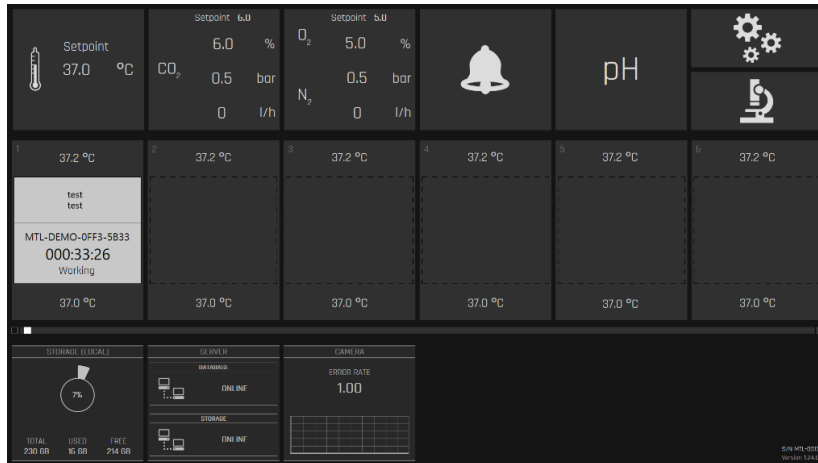 Setpoint
37.0 °C
Setpoint 6.0
CO2
6.0 %
0.5 bar
0 l/h
Setpoint 5.0
O2
5.0 %
0.5 bar
N2
0 l/h
pH
1
37.2 °C
2
37.2 °C
3
37.2 °C
4
37.2 °C
5
37.2 °C
6
37.2 °C
test
test
MTL-DEMO-0FF3-5B33
000:33:26
Working
37.0 °C
37.0 °C
37.0 °C
37.0 °C
37.0 °C
37.0 °C
STORAGE (LOCAL)
7%
TOTAL USED FREE
230 GB 16 GB 214 GB
SERVER
DATABASE
ONLINE
STORAGE
ONLINE
CAMERA
ERROR RATE
1.00
S/N
Version